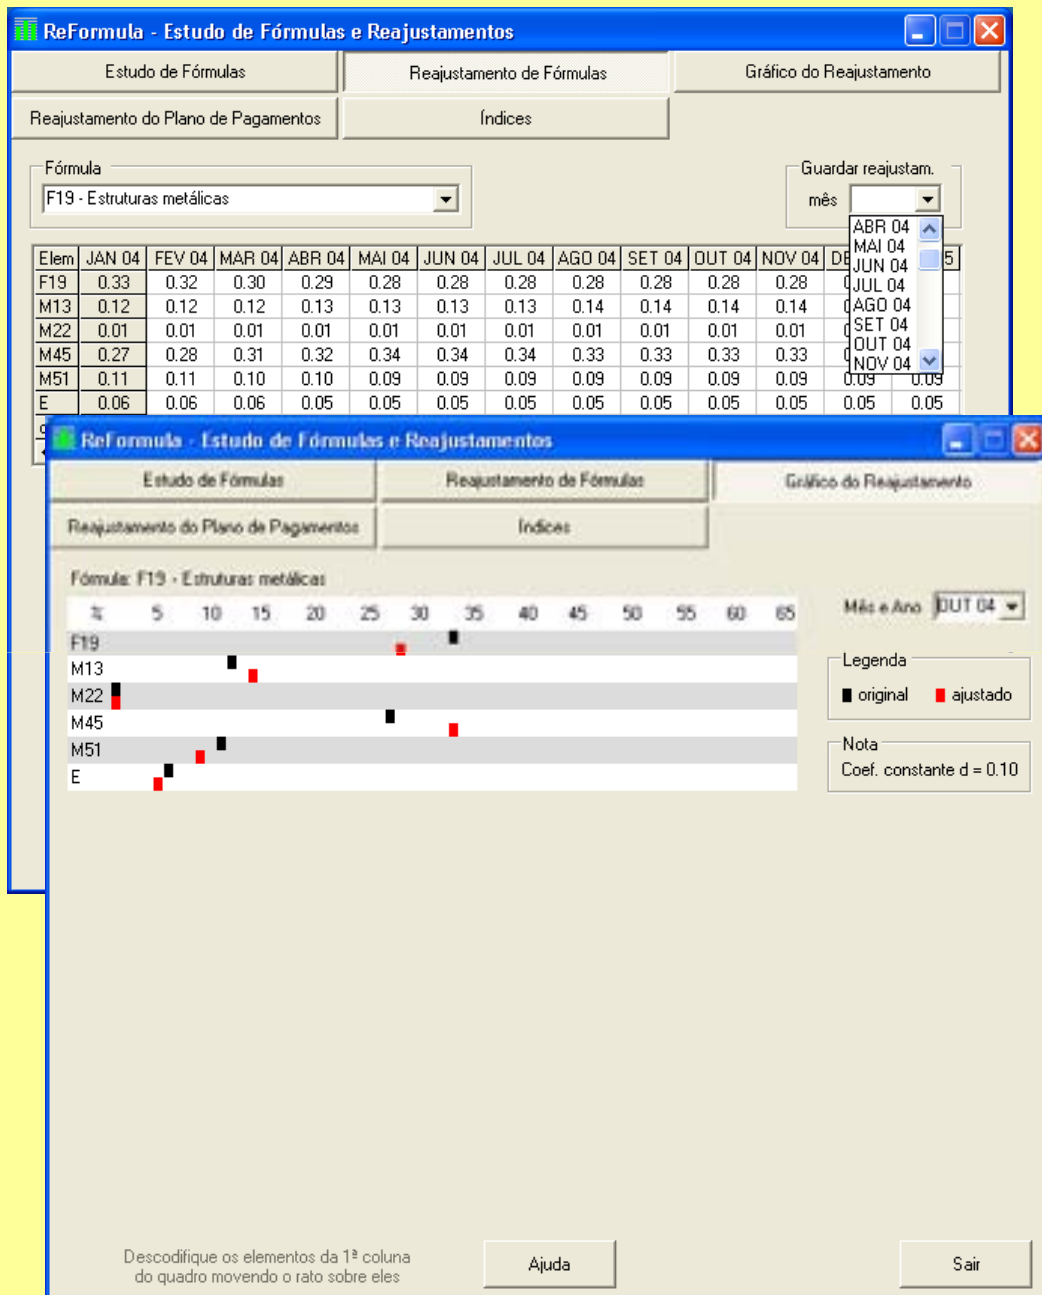 ReFormula - Estudo de Fórmulas e Reajustamentos
Estudo de Fórmulas Reajustamento de Fórmulas Gráfico do Reajustamento
Reajustamento do Plano de Pagamentos Índices
Fórmula Guardar reajustam.
F19 - Estruturas metálicas mês
ABR 04
MAI 04
JUN 04
JUL 04
AGO 04
SET 04
OUT 04
NOV 04
Elem JAN 04 FEV 04 MAR 04 ABR 04 MAI 04 JUN 04 JUL 04 AGO 04 SET 04 OUT 04 NOV 04 DE 5
F19 0.33 0.32 0.30 0.29 0.28 0.28 0.28 0.28 0.28 0.28 0.28
M13 0.12 0.12 0.12 0.13 0.13 0.13 0.13 0.14 0.14 0.14 0.14
M22 0.01 0.01 0.01 0.01 0.01 0.01 0.01 0.01 0.01 0.01 0.01
M45 0.27 0.28 0.31 0.32 0.34 0.34 0.34 0.33 0.33 0.33 0.33
M51 0.11 0.11 0.10 0.10 0.09 0.09 0.09 0.09 0.09 0.09 0.09 0.09 0.09
E 0.06 0.06 0.06 0.05 0.05 0.05 0.05 0.05 0.05 0.05 0.05 0.05 0.05
ReFormula - Estudo de Fórmulas e Reajustamentos
Estudo de Fórmulas Reajustamento de Fórmulas Gráfico do Reajustamento
Reajustamento do Plano de Pagamentos Índices
Fórmula: F19 - Estruturas metálicas
Mês e Ano OUT 04
% 5 10 15 20 25 30 35 40 45 50 55 60 65
F19
M13
M22
M45
M51
E
Legenda
original ajustado
Nota
Coef. constante d = 0.10
Descodifique os elementos da 1ª coluna
do quadro movendo o rato sobre eles
Ajuda Sair